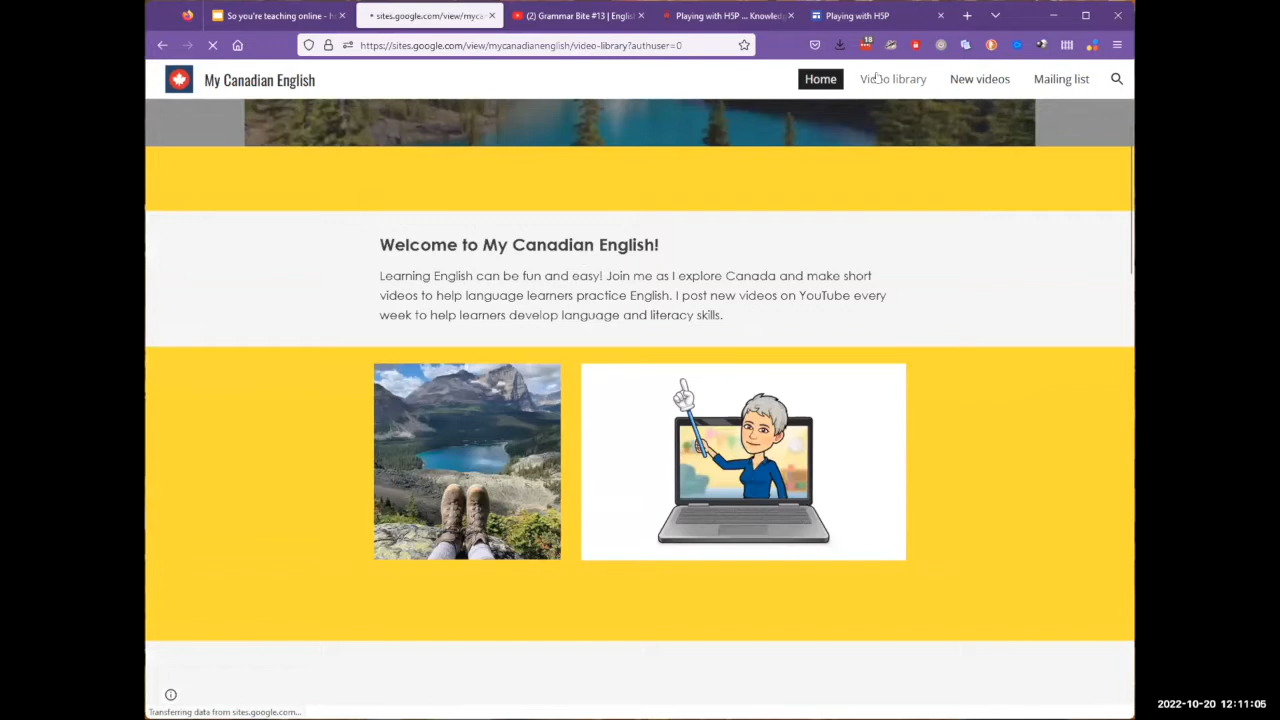 So you're teaching online - h
sites.google.com/view/myca
(2) Grammar Bite #13 | Englis
Playing with H5P ... Knowled
Playing with H5P
https://sites.google.com/view/mycanadianenglish/video-library?authuser=0
18
My Canadian English
Home
Video library
New videos
Mailing list
Welcome to My Canadian English!
Learning English can be fun and easy! Join me as I explore Canada and make short
videos to help language learners practice English. I post new videos on YouTube every
week to help learners develop language and literacy skills.
Transferring data from sites.google.com...
2022-10-20 12:11:05